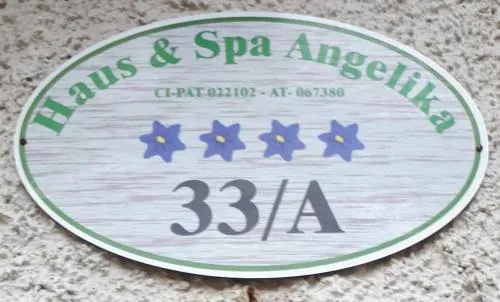 Haus & Spa Angelika
CI-PAT 022102 - AT- 067380
33/A